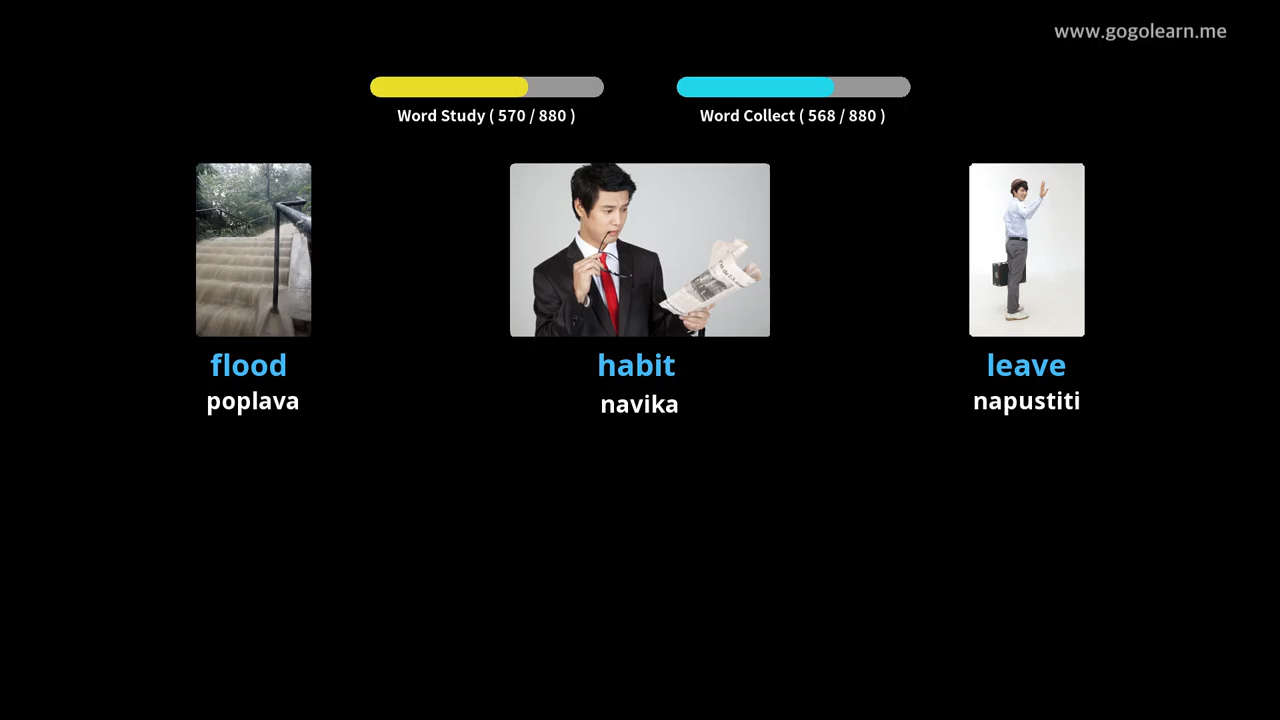 www.gogolearn.me
Word Study ( 570 / 880 )
Word Collect ( 568 / 880 )
flood
habit
leave
poplava
navika
napustiti